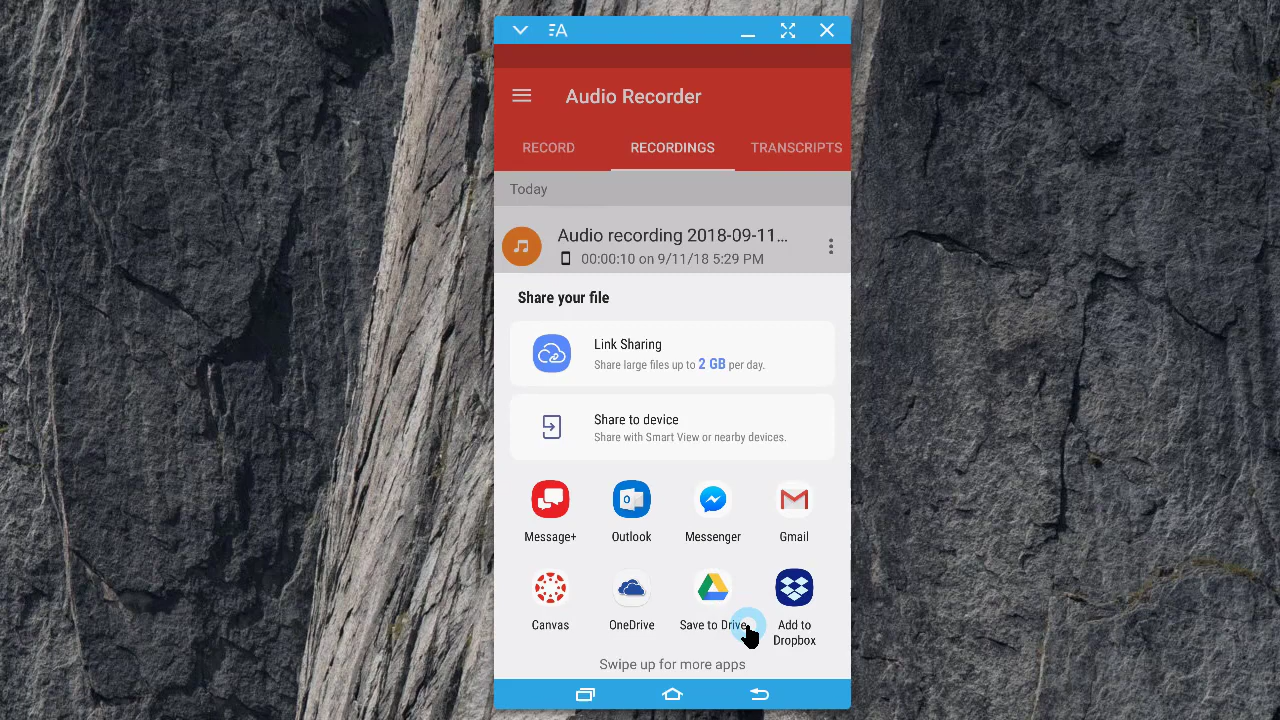 Audio Recorder
RECORD RECORDINGS TRANSCRIPTS
Today
Audio recording 2018-09-11...
00:00:10 on 9/11/18 5:29 PM
Share your file
Link Sharing
Share large files up to 2 GB per day.
Share to device
Share with Smart View or nearby devices.
Message+ Outlook Messenger Gmail
Canvas OneDrive Save to Drive Add to
Dropbox
Swipe up for more apps